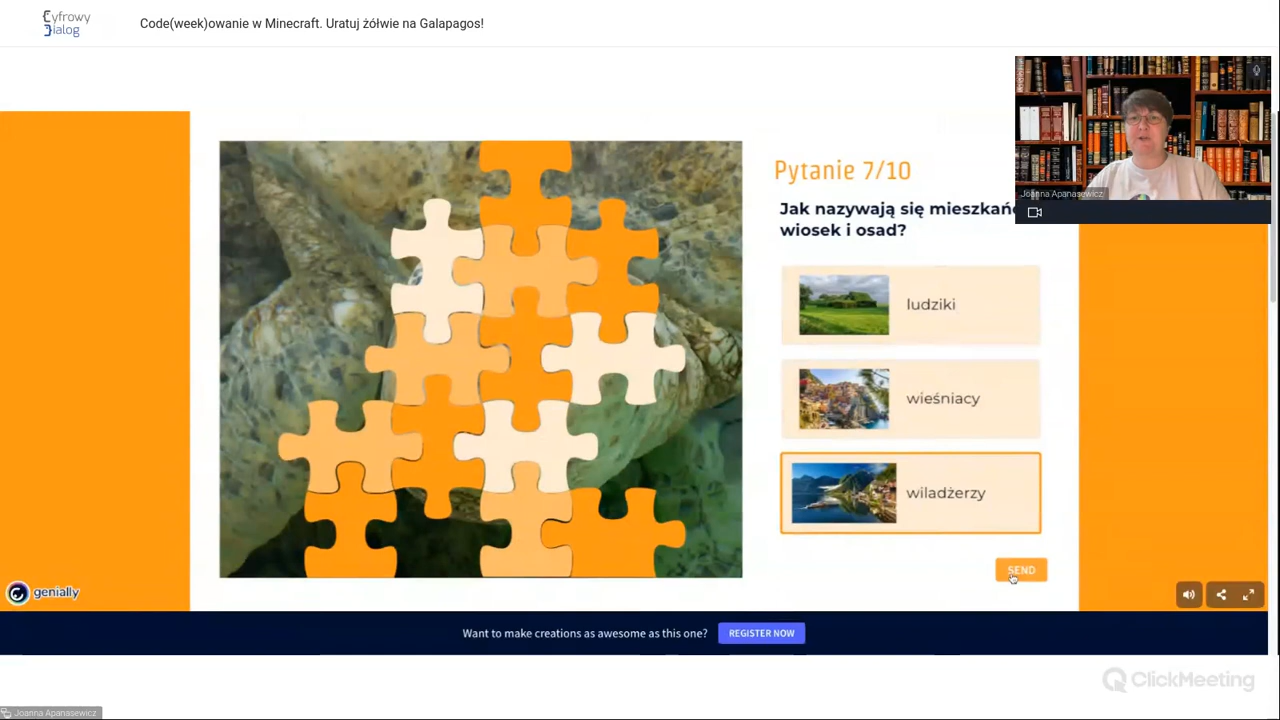 Cyfrowy
Dialog
Code(week)owanie w Minecraft. Uratuj żółwie na Galapagos!
Joanna Apanasewicz
Pytanie 7/10
Jak nazywają się mieszkańc
wiosek i osad?
ludziki
wieśniacy
wiladżerzy
SEND
genially
Want to make creations as awesome as this one?
REGISTER NOW
ClickMeeting
Joanna Apanasewicz